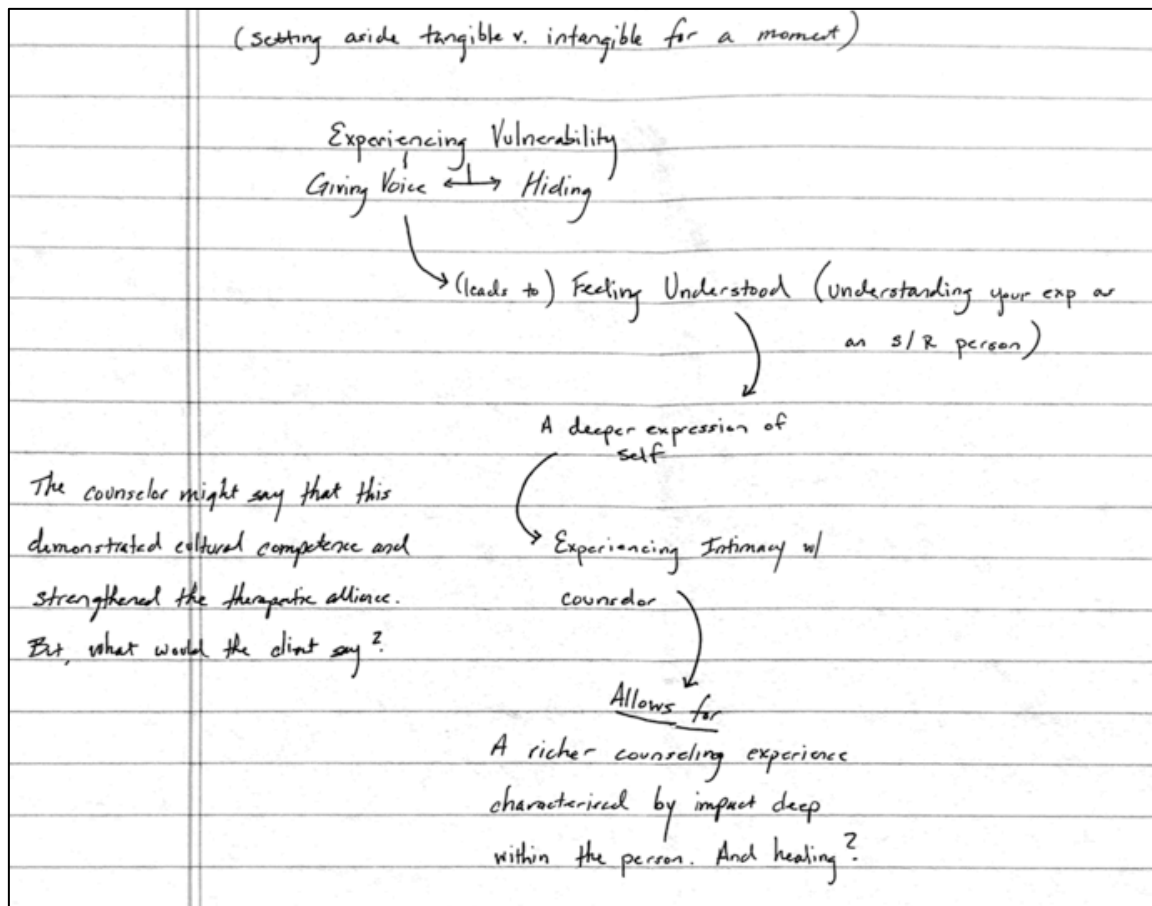 (Setting aside tangible v. intangible for a moment)
Experiencing Vulnerability
Giving Voice ↔ Hiding
(leads to) Feeling Understood (understanding your exp as
an S/R person)
A deeper expression of
self
Experiencing Intimacy w/
counselor
The counselor might say that this
demonstrated cultural competence and
strengthened the therapeutic alliance.
But, what would the client say?
Allows for
A richer counseling experience
characterized by impact deep
within the person. And healing?